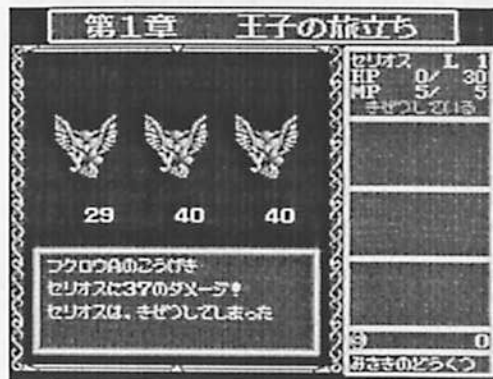 第1章　王子の旅立ち
セリオス　L　1
HP　0/　30
MP　5/　5
きぜつしている
29　40　40
フクロウAのこうげき
セリオスに37のダメージ!
セリオスは、きぜつしてしまった
0
みさきのどうくつ